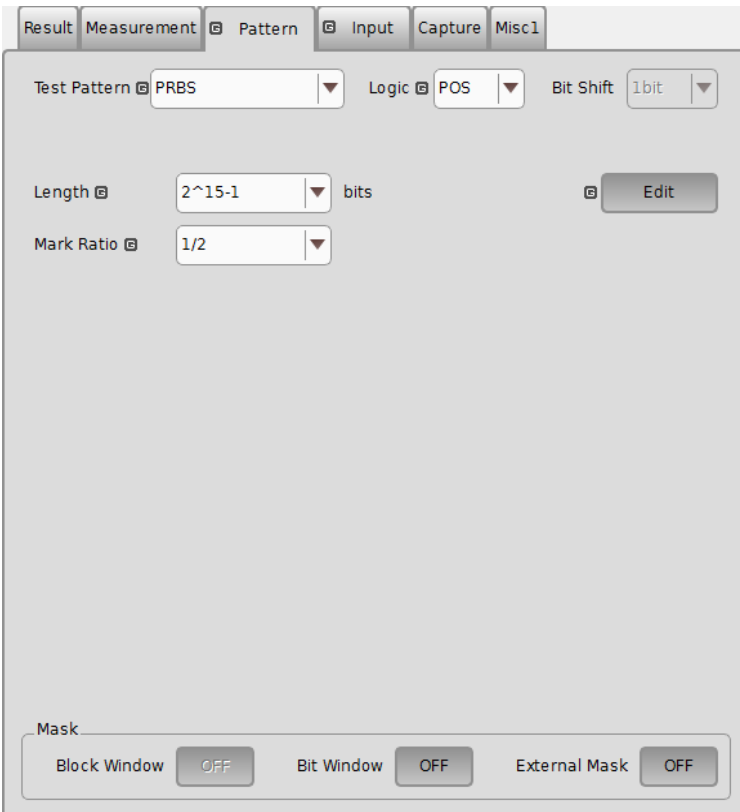 Result Measurement G Pattern G Input Capture Misc1
Test Pattern G PRBS Logic G POS Bit Shift 1bit
Length G 2^15-1 bits G Edit
Mark Ratio G 1/2
Mask
Block Window OFF Bit Window OFF External Mask OFF